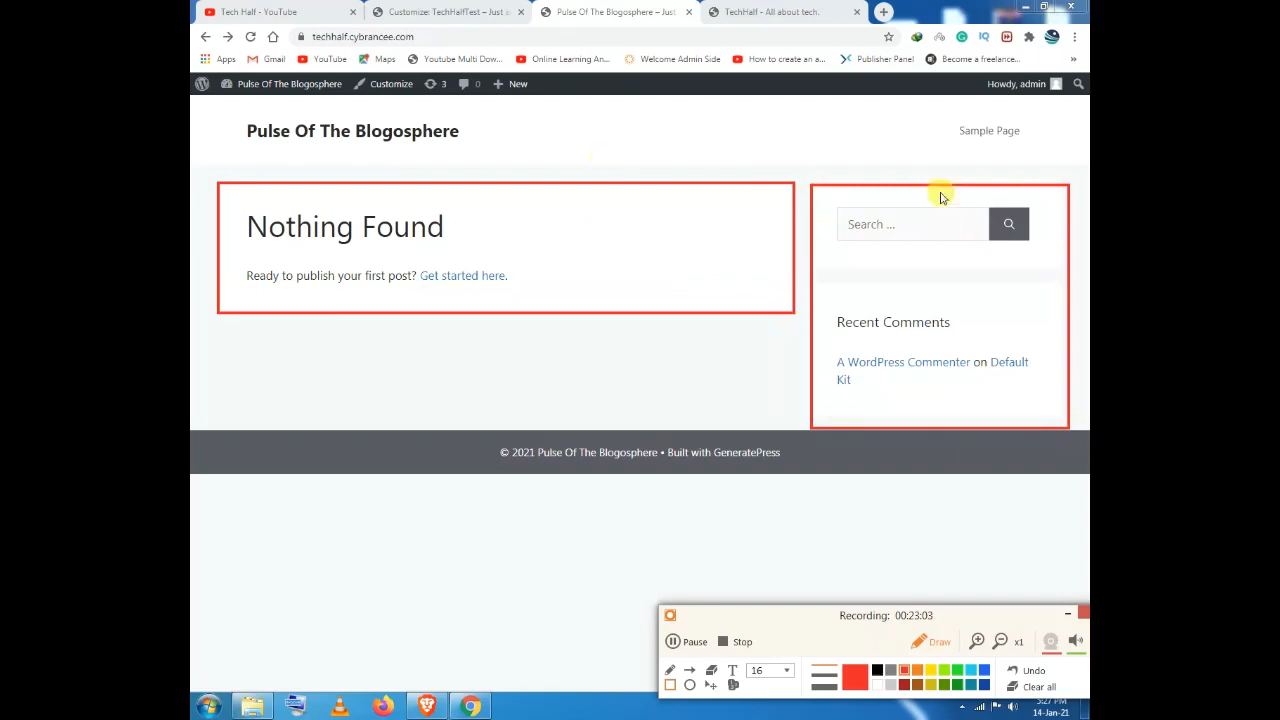 Tech Half - YouTube
Customize: TechHalfTest – Just a
Pulse Of The Blogosphere – Just
TechHalf - All about tech.
techhalf.cybrancee.com
IQ
Apps
Gmail
YouTube
Maps
Youtube Multi Dow...
Online Learning An...
Welcome Admin Side
How to create an a...
Publisher Panel
Become a freelance...
»
Pulse Of The Blogosphere
Customize
3
0
New
Howdy, admin
Pulse Of The Blogosphere
Sample Page
Nothing Found
Ready to publish your first post? Get started here.
Search ...
Recent Comments
A WordPress Commenter on Default
Kit
© 2021 Pulse Of The Blogosphere • Built with GeneratePress
Recording: 00:23:03
Pause
Stop
Draw
x1
T
16
Undo
Clear all
5:27 PM
14-Jan-21